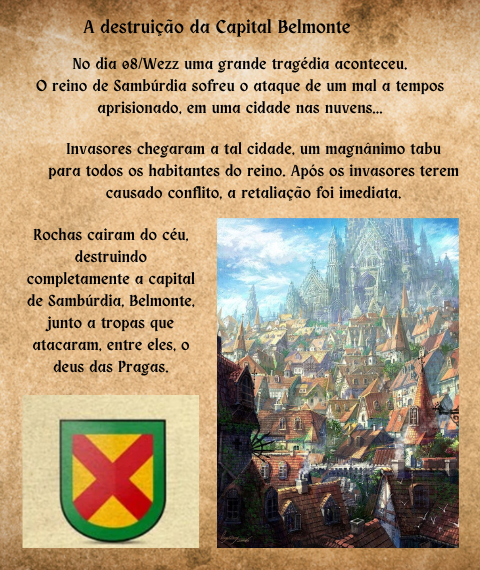 A destruição da Capital Belmonte
No dia 08/Wezz uma grande tragédia aconteceu.
O reino de Sambúrdia sofreu o ataque de um mal a tempos
aprisionado, em uma cidade nas nuvens...
Invasores chegaram a tal cidade, um magnânimo tabu
para todos os habitantes do reino. Após os invasores terem
causado conflito, a retaliação foi imediata.
Rochas cairam do céu,
destruindo
completamente a capital
de Sambúrdia, Belmonte,
junto a tropas que
atacaram, entre eles, o
deus das Pragas.